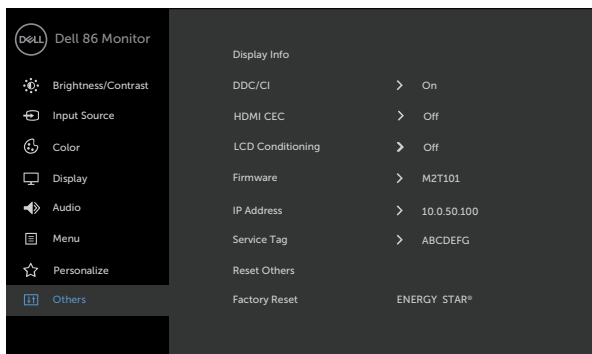 DELL
Dell 86 Monitor
Brightness/Contrast
Input Source
Color
Display
Audio
Menu
Personalize
Others
Display Info
DDC/CI > On
HDMI CEC > Off
LCD Conditioning > Off
Firmware > M2T101
IP Address > 10.0.50.100
Service Tag > ABCDEFG
Reset Others
Factory Reset ENERGY STAR®